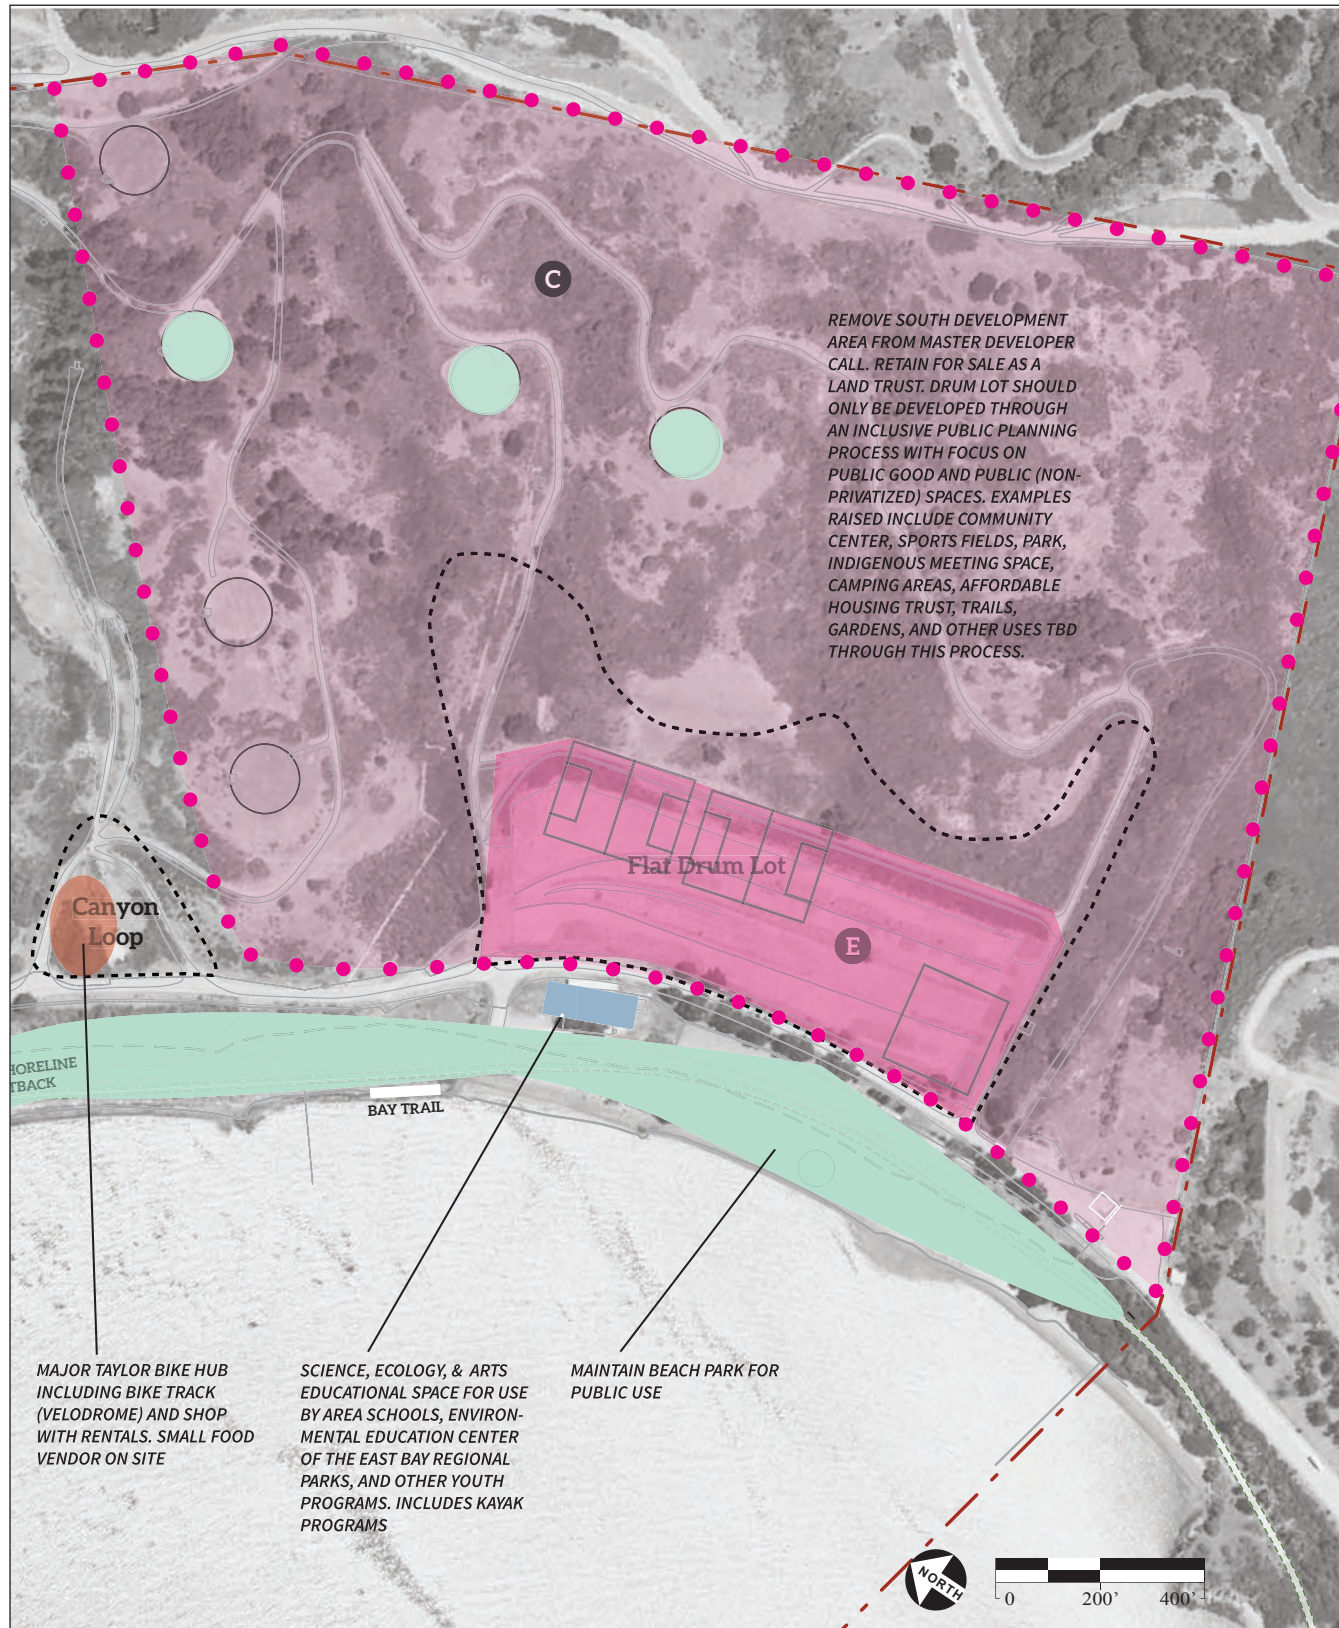 C
REMOVE SOUTH DEVELOPMENT
AREA FROM MASTER DEVELOPER
CALL. RETAIN FOR SALE AS A
LAND TRUST. DRUM LOT SHOULD
ONLY BE DEVELOPED THROUGH
AN INCLUSIVE PUBLIC PLANNING
PROCESS WITH FOCUS ON
PUBLIC GOOD AND PUBLIC (NON-
PRIVATIZED) SPACES. EXAMPLES
RAISED INCLUDE COMMUNITY
CENTER, SPORTS FIELDS, PARK,
INDIGENOUS MEETING SPACE,
CAMPING AREAS, AFFORDABLE
HOUSING TRUST, TRAILS,
GARDENS, AND OTHER USES TBD
THROUGH THIS PROCESS.
Flat Drum Lot
E
Canyon
Loop
HORELINE
TBACK
BAY TRAIL
MAJOR TAYLOR BIKE HUB
INCLUDING BIKE TRACK
(VELODROME) AND SHOP
WITH RENTALS. SMALL FOOD
VENDOR ON SITE
SCIENCE, ECOLOGY, & ARTS
EDUCATIONAL SPACE FOR USE
BY AREA SCHOOLS, ENVIRON-
MENTAL EDUCATION CENTER
OF THE EAST BAY REGIONAL
PARKS, AND OTHER YOUTH
PROGRAMS. INCLUDES KAYAK
PROGRAMS
MAINTAIN BEACH PARK FOR
PUBLIC USE
NORTH
0 200' 400'